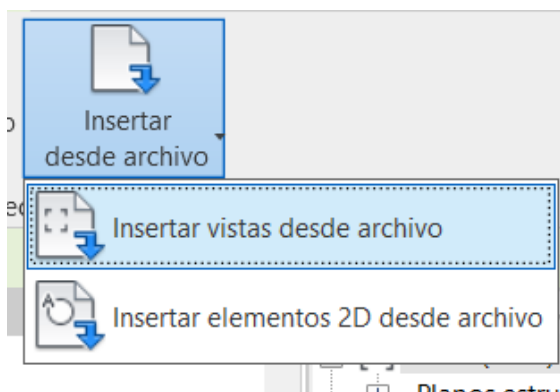 Insertar
desde archivo
Insertar vistas desde archivo
Insertar elementos 2D desde archivo